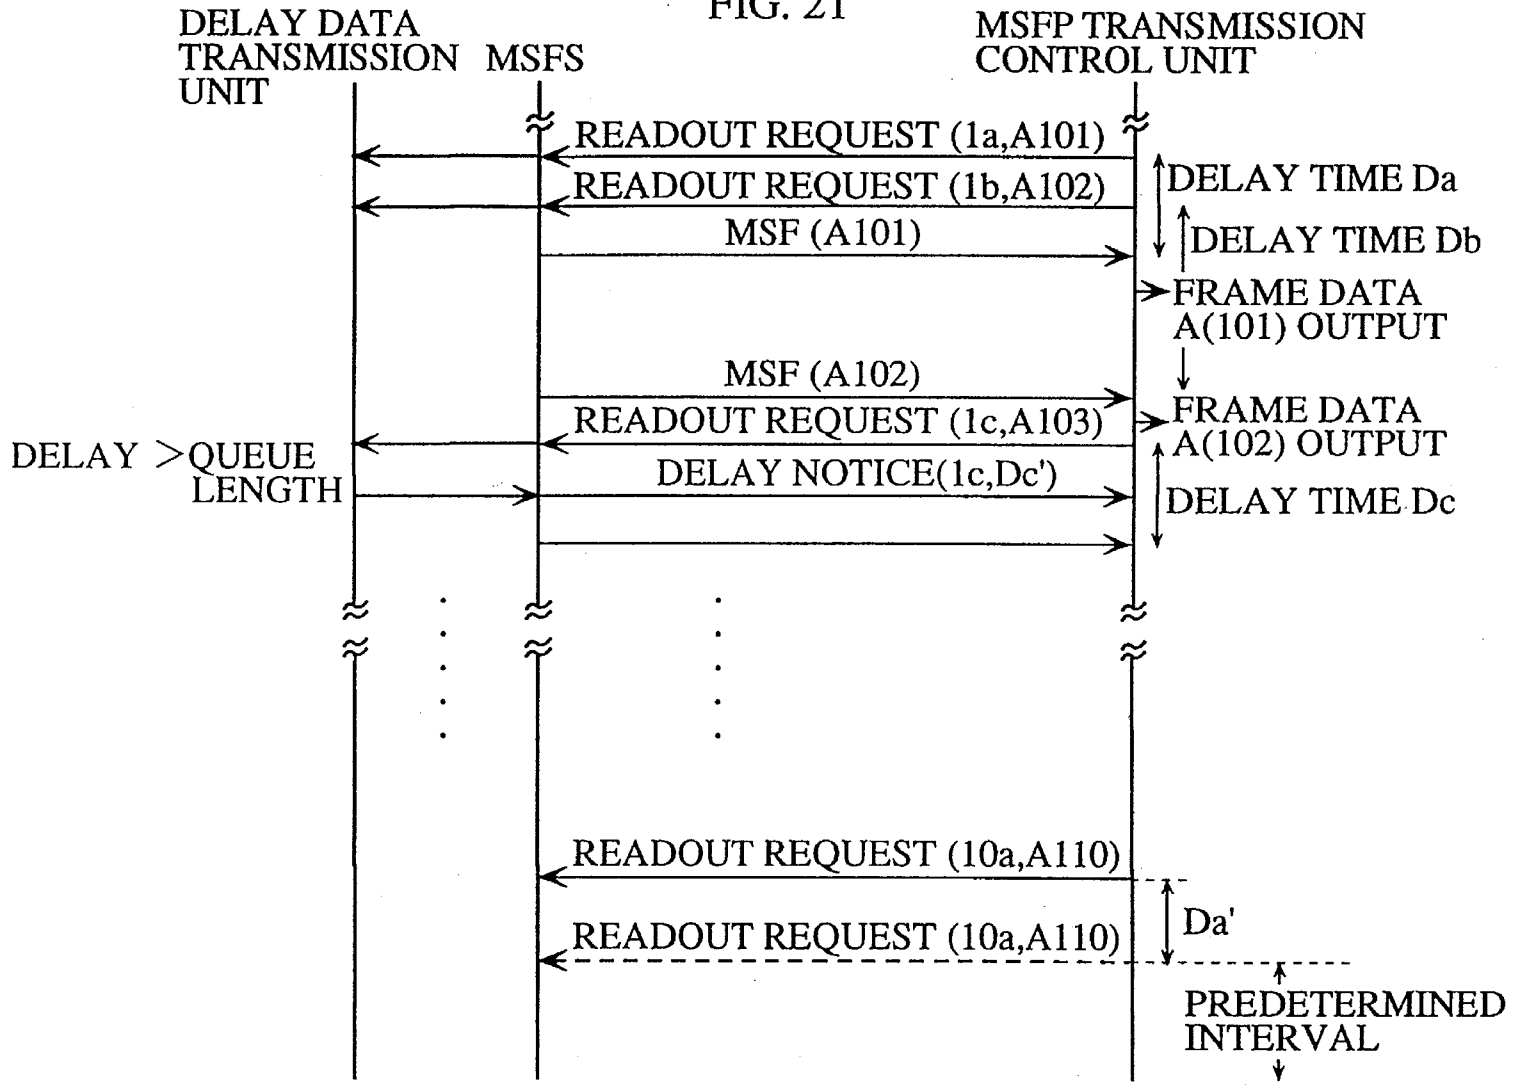 FIG. 21
DELAY DATA
TRANSMISSION
UNIT
MSFS
MSFP TRANSMISSION
CONTROL UNIT
READOUT REQUEST (1a,A101)
DELAY TIME Da
READOUT REQUEST (1b,A102)
MSF (A101)
DELAY TIME Db
FRAME DATA
A(101) OUTPUT
MSF (A102)
FRAME DATA
A(102) OUTPUT
READOUT REQUEST (1c,A103)
DELAY > QUEUE
LENGTH
DELAY NOTICE(1c,Dc')
DELAY TIME Dc
READOUT REQUEST (10a,A110)
Da'
READOUT REQUEST (10a,A110)
PREDETERMINED
INTERVAL